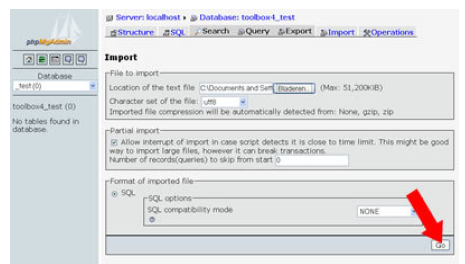 Server: localhost ▸ Database: toolbox4_test
Structure SQL Search Query Export Import Operations
phpMyAdmin
Database
_test (0)
toolbox4_test (0)
No tables found in
database.
Import
File to import
Location of the text file C:\Documents and Sett Bladeren... (Max: 51,200KiB)
Character set of the file: utf8
Imported file compression will be automatically detected from: None, gzip, zip
Partial import
Allow interrupt of import in case script detects it is close to time limit. This might be good
way to import large files, however it can break transactions.
Number of records(queries) to skip from start 0
Format of imported file
SQL
SQL options
SQL compatibility mode NONE
Go